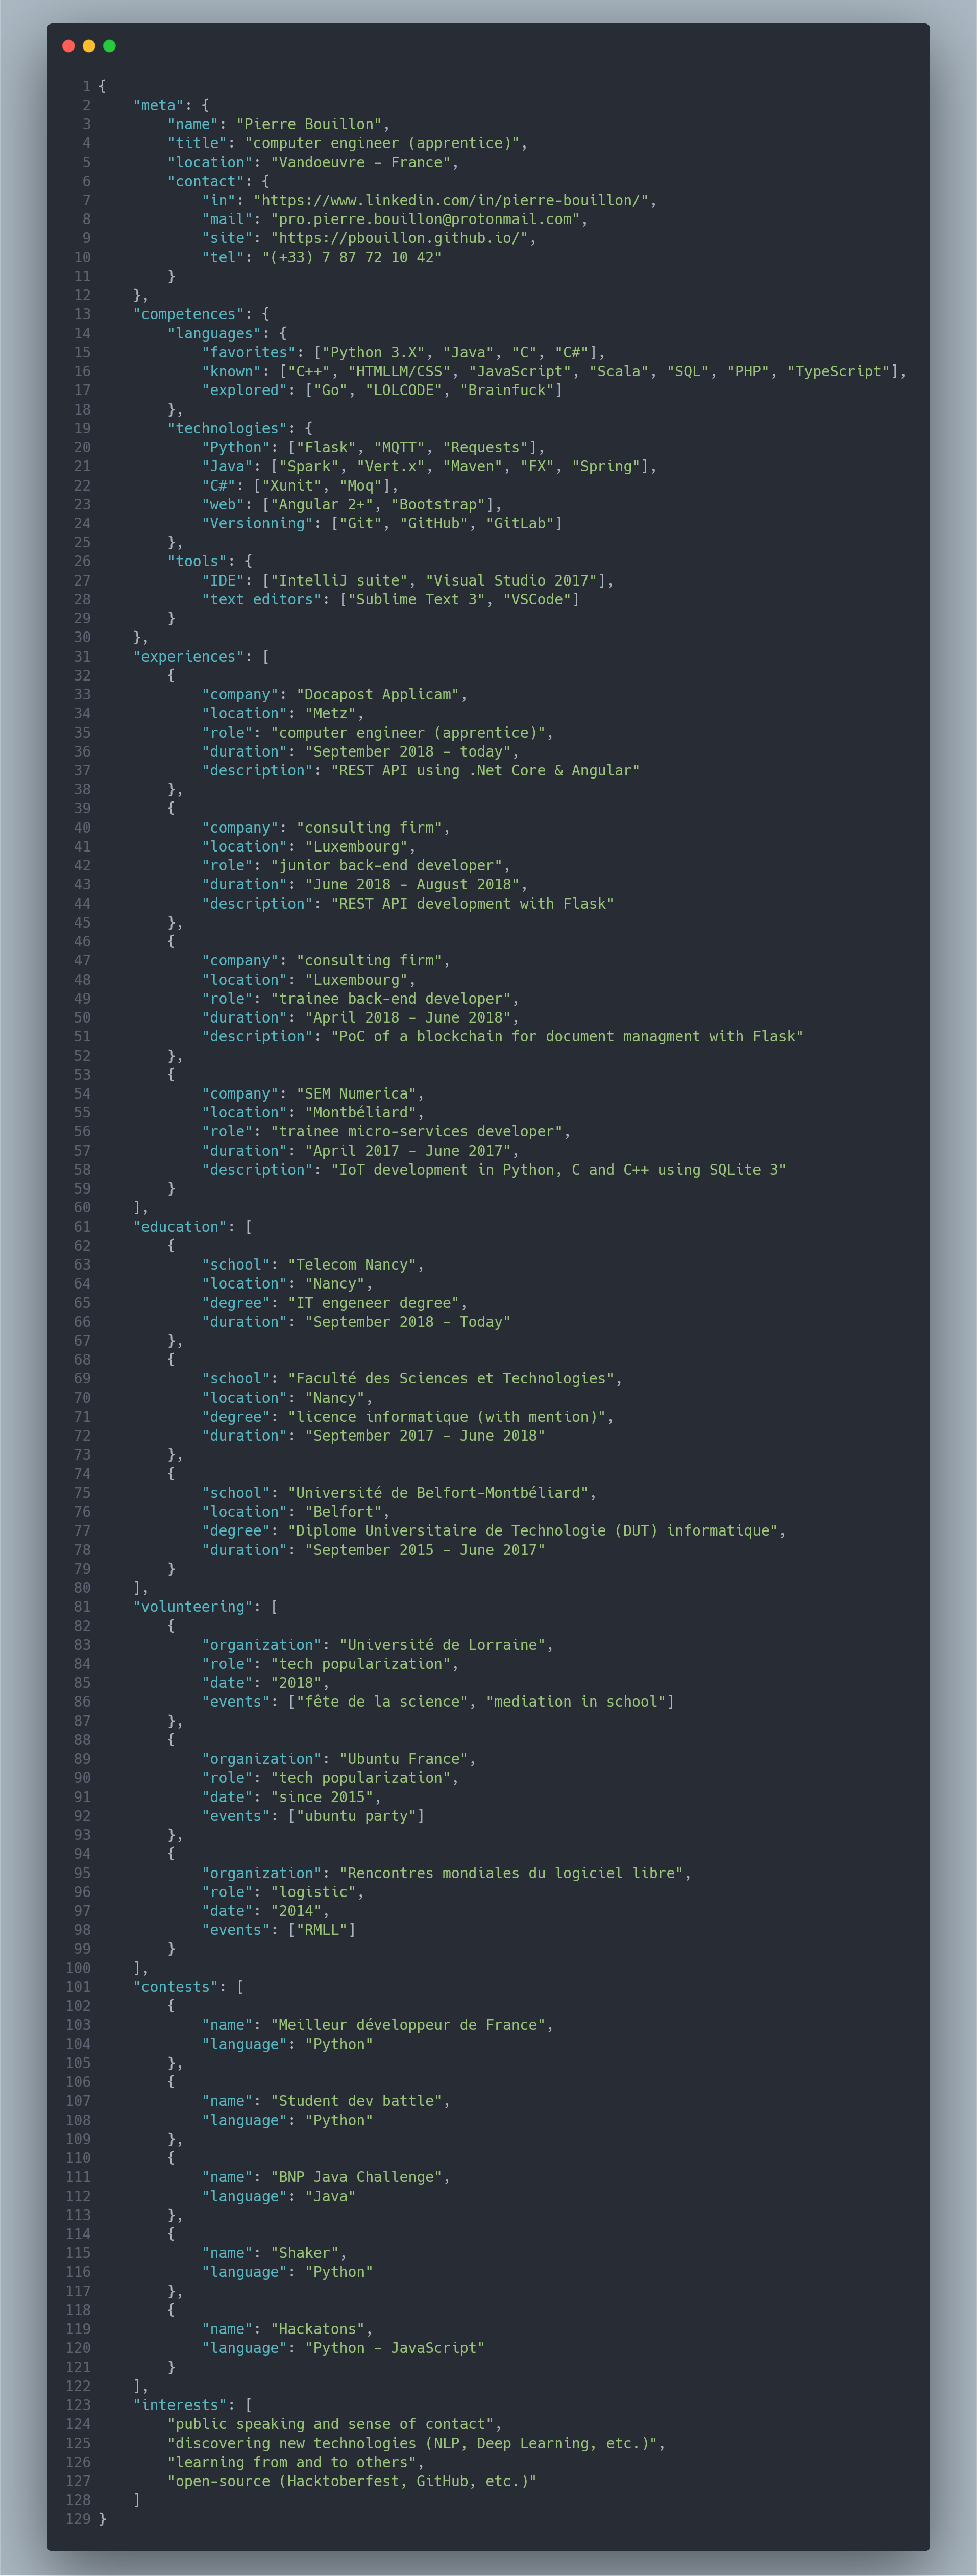 1 {
2     "meta": {
3         "name": "Pierre Bouillon",
4         "title": "computer engineer (apprentice)",
5         "location": "Vandoeuvre - France",
6         "contact": {
7             "in": "https://www.linkedin.com/in/pierre-bouillon/",
8             "mail": "pro.pierre.bouillon@protonmail.com",
9             "site": "https://pbouillon.github.io/",
10             "tel": "(+33) 7 87 72 10 42"
11         }
12     },
13     "competences": {
14         "languages": {
15             "favorites": ["Python 3.X", "Java", "C", "C#"],
16             "known": ["C++", "HTMLLM/CSS", "JavaScript", "Scala", "SQL", "PHP", "TypeScript"],
17             "explored": ["Go", "LOLCODE", "Brainfuck"]
18         },
19         "technologies": {
20             "Python": ["Flask", "MQTT", "Requests"],
21             "Java": ["Spark", "Vert.x", "Maven", "FX", "Spring"],
22             "C#": ["Xunit", "Moq"],
23             "web": ["Angular 2+", "Bootstrap"],
24             "Versionning": ["Git", "GitHub", "GitLab"]
25         },
26         "tools": {
27             "IDE": ["IntelliJ suite", "Visual Studio 2017"],
28             "text editors": ["Sublime Text 3", "VSCode"]
29         }
30     },
31     "experiences": [
32         {
33             "company": "Docapost Applicam",
34             "location": "Metz",
35             "role": "computer engineer (apprentice)",
36             "duration": "September 2018 - today",
37             "description": "REST API using .Net Core & Angular"
38         },
39         {
40             "company": "consulting firm",
41             "location": "Luxembourg",
42             "role": "junior back-end developer",
43             "duration": "June 2018 - August 2018",
44             "description": "REST API development with Flask"
45         },
46         {
47             "company": "consulting firm",
48             "location": "Luxembourg",
49             "role": "trainee back-end developer",
50             "duration": "April 2018 - June 2018",
51             "description": "PoC of a blockchain for document managment with Flask"
52         },
53         {
54             "company": "SEM Numerica",
55             "location": "Montbéliard",
56             "role": "trainee micro-services developer",
57             "duration": "April 2017 - June 2017",
58             "description": "IoT development in Python, C and C++ using SQLite 3"
59         }
60     ],
61     "education": [
62         {
63             "school": "Telecom Nancy",
64             "location": "Nancy",
65             "degree": "IT engeneer degree",
66             "duration": "September 2018 - Today"
67         },
68         {
69             "school": "Faculté des Sciences et Technologies",
70             "location": "Nancy",
71             "degree": "licence informatique (with mention)",
72             "duration": "September 2017 - June 2018"
73         },
74         {
75             "school": "Université de Belfort-Montbéliard",
76             "location": "Belfort",
77             "degree": "Diplome Universitaire de Technologie (DUT) informatique",
78             "duration": "September 2015 - June 2017"
79         }
80     ],
81     "volunteering": [
82         {
83             "organization": "Université de Lorraine",
84             "role": "tech popularization",
85             "date": "2018",
86             "events": ["fête de la science", "mediation in school"]
87         },
88         {
89             "organization": "Ubuntu France",
90             "role": "tech popularization",
91             "date": "since 2015",
92             "events": ["ubuntu party"]
93         },
94         {
95             "organization": "Rencontres mondiales du logiciel libre",
96             "role": "logistic",
97             "date": "2014",
98             "events": ["RMLL"]
99         }
100     ],
101     "contests": [
102         {
103             "name": "Meilleur développeur de France",
104             "language": "Python"
105         },
106         {
107             "name": "Student dev battle",
108             "language": "Python"
109         },
110         {
111             "name": "BNP Java Challenge",
112             "language": "Java"
113         },
114         {
115             "name": "Shaker",
116             "language": "Python"
117         },
118         {
119             "name": "Hackatons",
120             "language": "Python - JavaScript"
121         }
122     ],
123     "interests": [
124         "public speaking and sense of contact",
125         "discovering new technologies (NLP, Deep Learning, etc.)",
126         "learning from and to others",
127         "open-source (Hacktoberfest, GitHub, etc.)"
128     ]
129 }